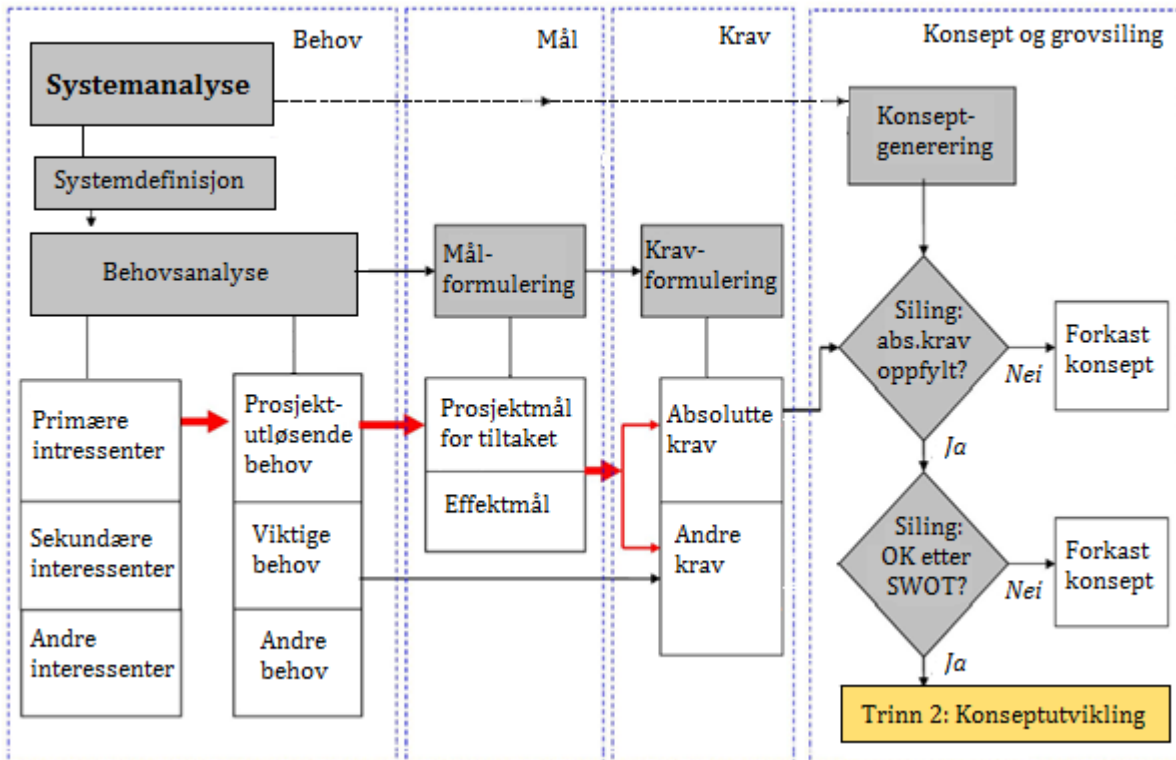 Behov
Mål
Krav
Konsept og grovsiling
Systemanalyse
Konsept-
generering
Systemdefinisjon
Behovsanalyse
Mål-
formulering
Krav-
formulering
Siling:
abs.krav
oppfylt?
Nei
Forkast
konsept
Ja
Primære
intressenter
Prosjekt-
utløsende
behov
Prosjektmål
for tiltaket
Absolutte
krav
Effektmål
Sekundære
interessenter
Viktige
behov
Andre
krav
Siling:
OK etter
SWOT?
Nei
Forkast
konsept
Ja
Andre
interessenter
Andre
behov
Trinn 2: Konseptutvikling